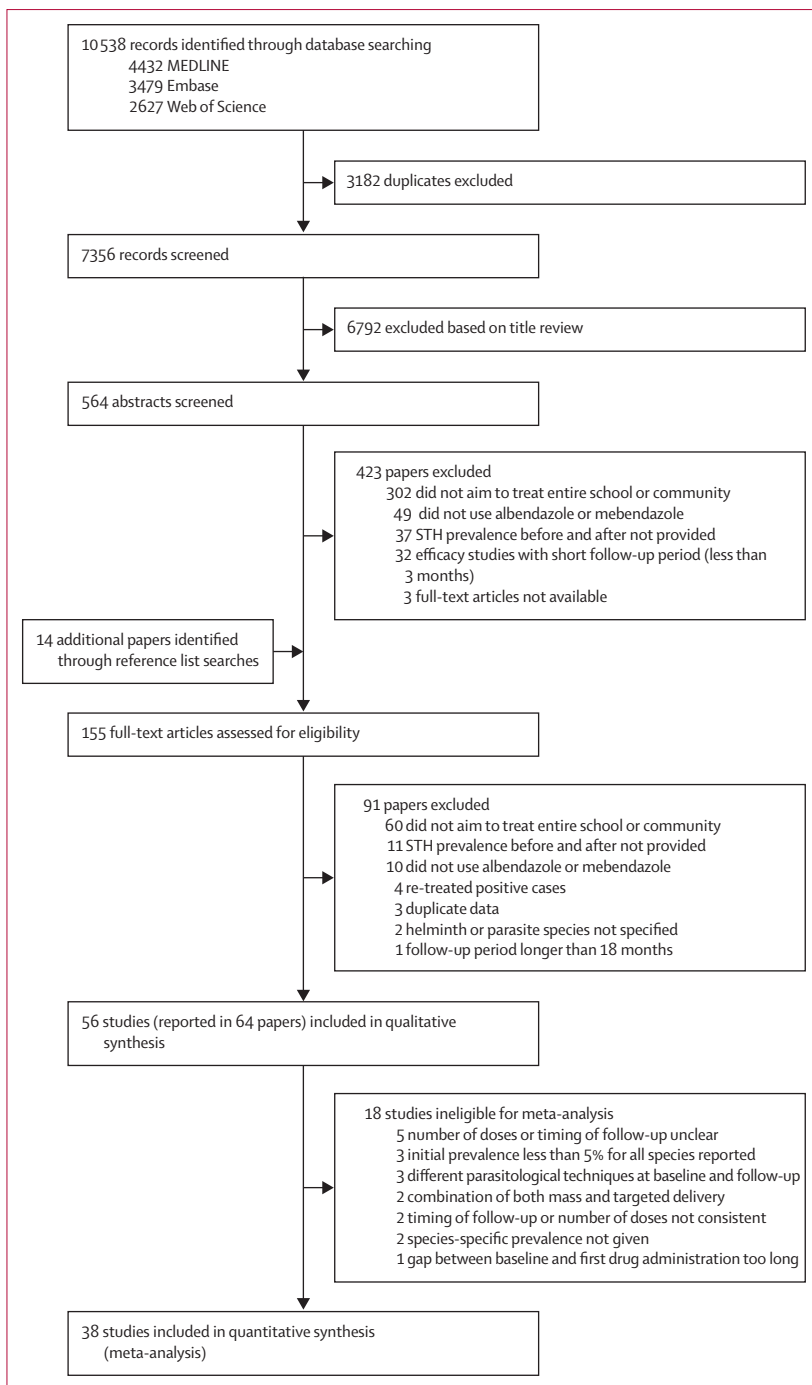 10 538 records identified through database searching
4432 MEDLINE
3479 Embase
2627 Web of Science
3182 duplicates excluded
7356 records screened
6792 excluded based on title review
564 abstracts screened
423 papers excluded
302 did not aim to treat entire school or community
49 did not use albendazole or mebendazole
37 STH prevalence before and after not provided
32 efficacy studies with short follow-up period (less than
3 months)
3 full-text articles not available
14 additional papers identified
through reference list searches
155 full-text articles assessed for eligibility
91 papers excluded
60 did not aim to treat entire school or community
11 STH prevalence before and after not provided
10 did not use albendazole or mebendazole
4 re-treated positive cases
3 duplicate data
2 helminth or parasite species not specified
1 follow-up period longer than 18 months
56 studies (reported in 64 papers) included in qualitative
synthesis
18 studies ineligible for meta-analysis
5 number of doses or timing of follow-up unclear
3 initial prevalence less than 5% for all species reported
3 different parasitological techniques at baseline and follow-up
2 combination of both mass and targeted delivery
2 timing of follow-up or number of doses not consistent
2 species-specific prevalence not given
1 gap between baseline and first drug administration too long
38 studies included in quantitative synthesis
(meta-analysis)